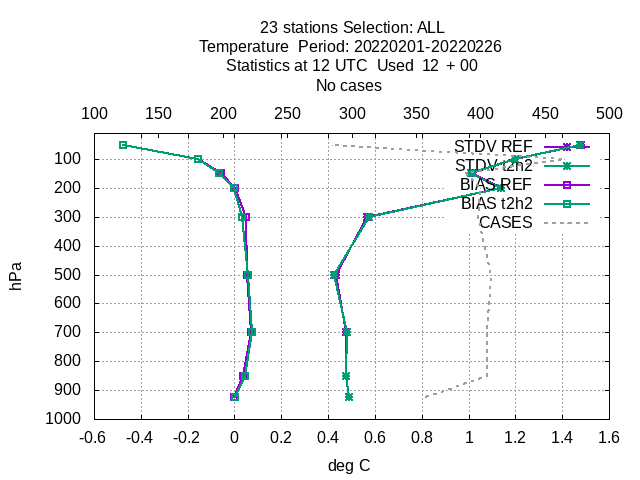 23 stations Selection: ALL
Temperature  Period: 20220201-20220226
Statistics at 12 UTC  Used  12  + 00
No cases
100 150 200 250 300 350 400 450 500
STDV REF
STDV t2h2
BIAS REF
BIAS t2h2
CASES
hPa
100
200
300
400
500
600
700
800
900
1000
-0.6 -0.4 -0.2 0 0.2 0.4 0.6 0.8 1 1.2 1.4 1.6
deg C